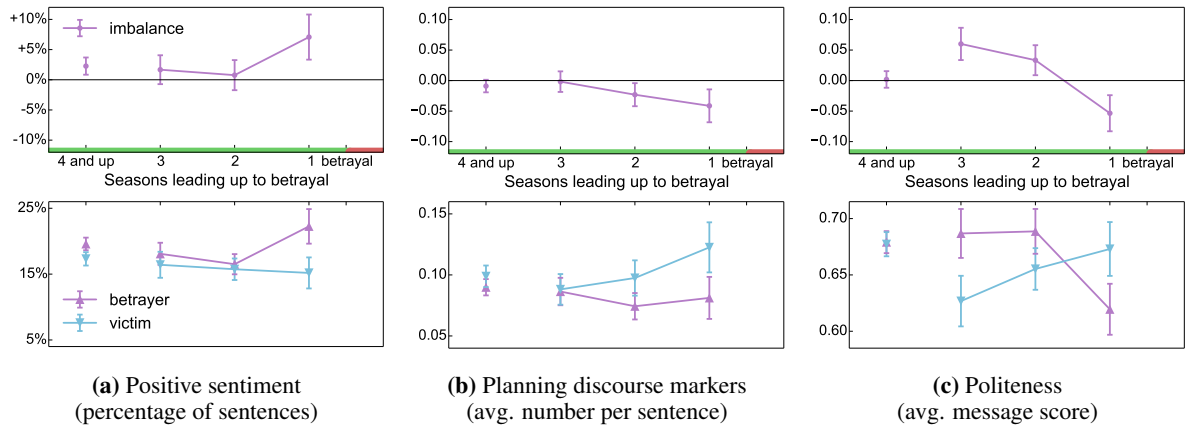 +10%
+5%
0%
-5%
-10%
imbalance
4 and up 3 2 1 betrayal
Seasons leading up to betrayal
25%
15%
5%
betrayer
victim
(a) Positive sentiment
(percentage of sentences)
0.10
0.05
0.00
−0.05
−0.10
4 and up 3 2 1 betrayal
Seasons leading up to betrayal
0.15
0.10
0.05
(b) Planning discourse markers
(avg. number per sentence)
0.10
0.05
0.00
−0.05
−0.10
4 and up 3 2 1 betrayal
Seasons leading up to betrayal
0.70
0.65
0.60
(c) Politeness
(avg. message score)